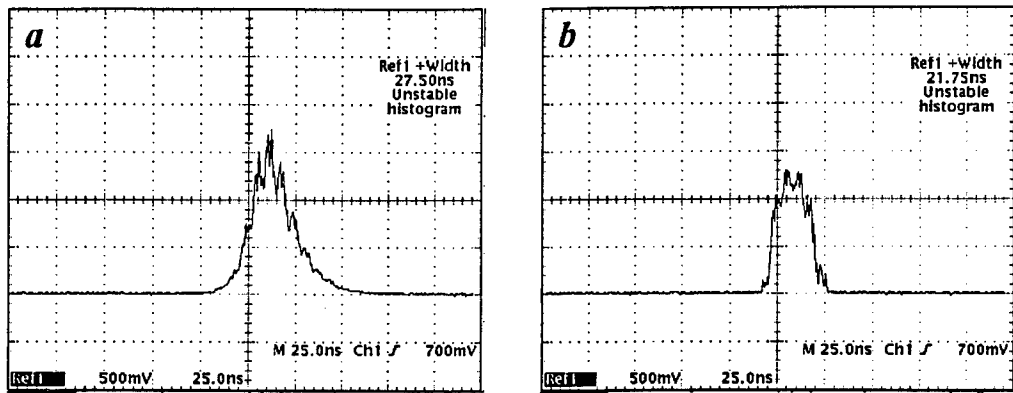 a
Ref1 +Width
27.50ns
Unstable
histogram
M 25.0ns Ch1 ƒ 700mV
Ref1 500mV 25.0ns
b
Ref1 +Width
21.75ns
Unstable
histogram
M 25.0ns Ch1 ƒ 700mV
Ref1 500mV 25.0ns